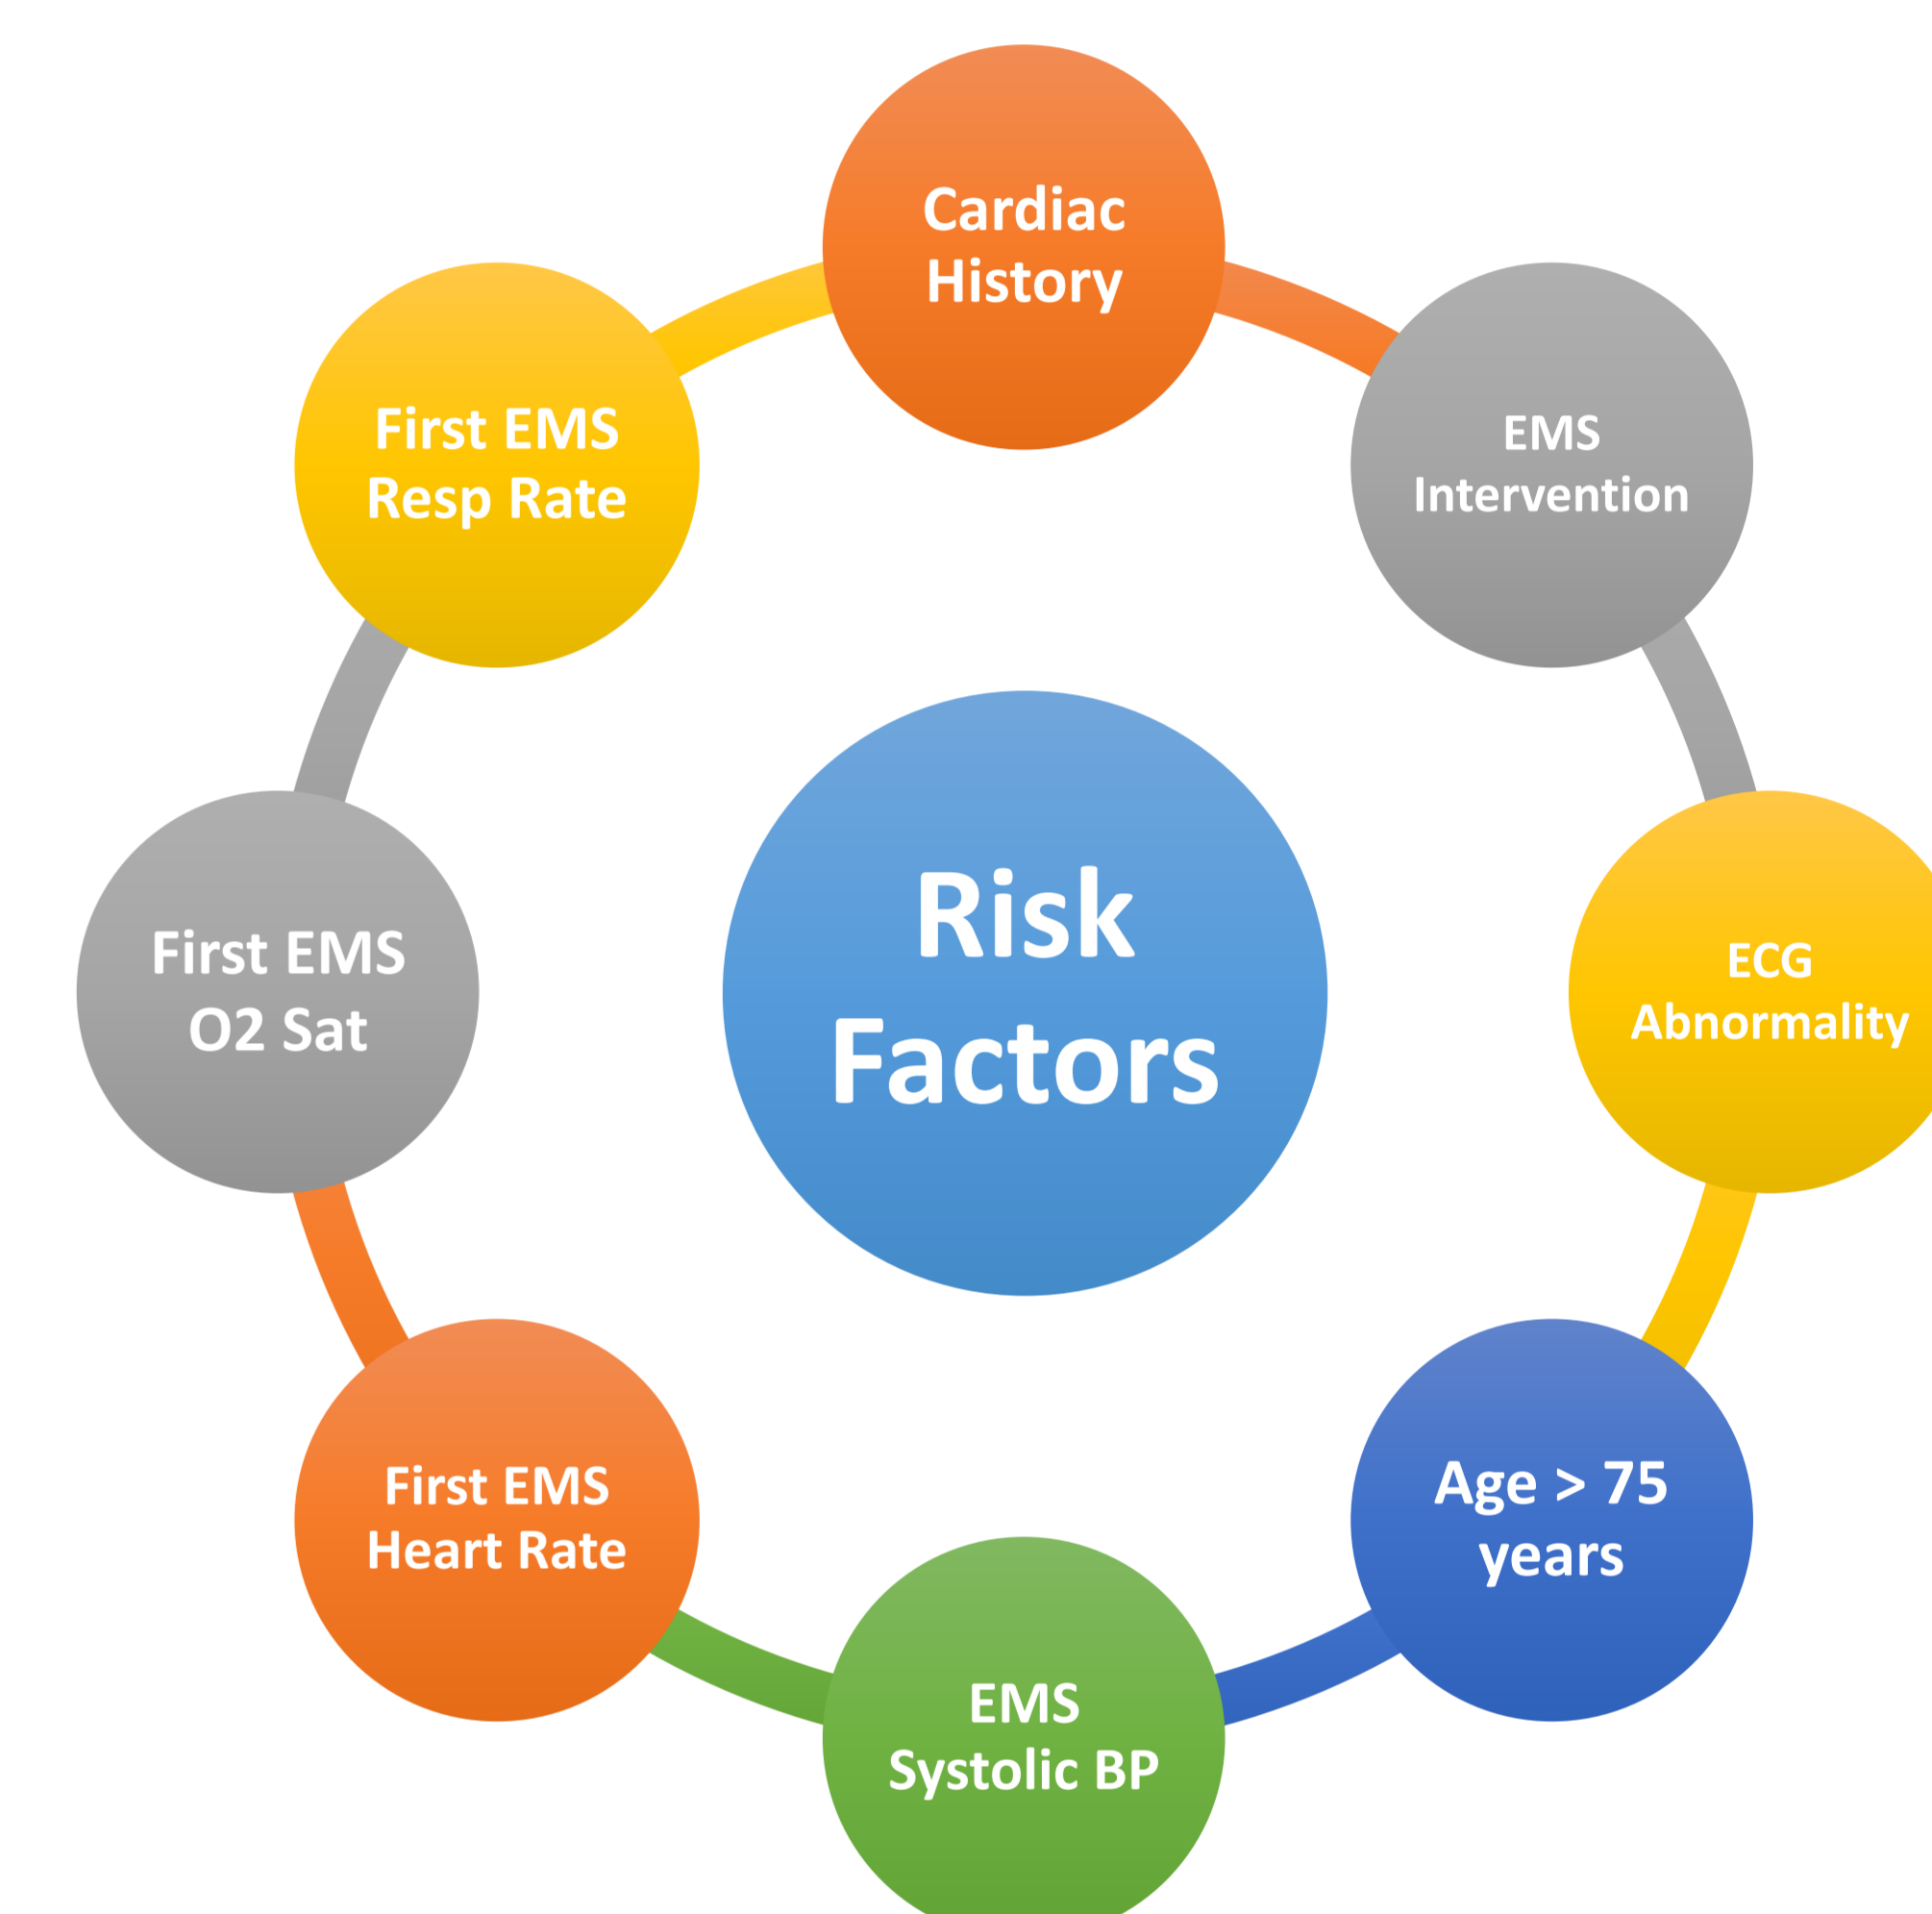 Cardiac
History
EMS
Intervention
ECG
Abnormality
Age > 75
years
EMS
Systolic BP
First EMS
Heart Rate
First EMS
O2 Sat
First EMS
Resp Rate
Risk
Factors